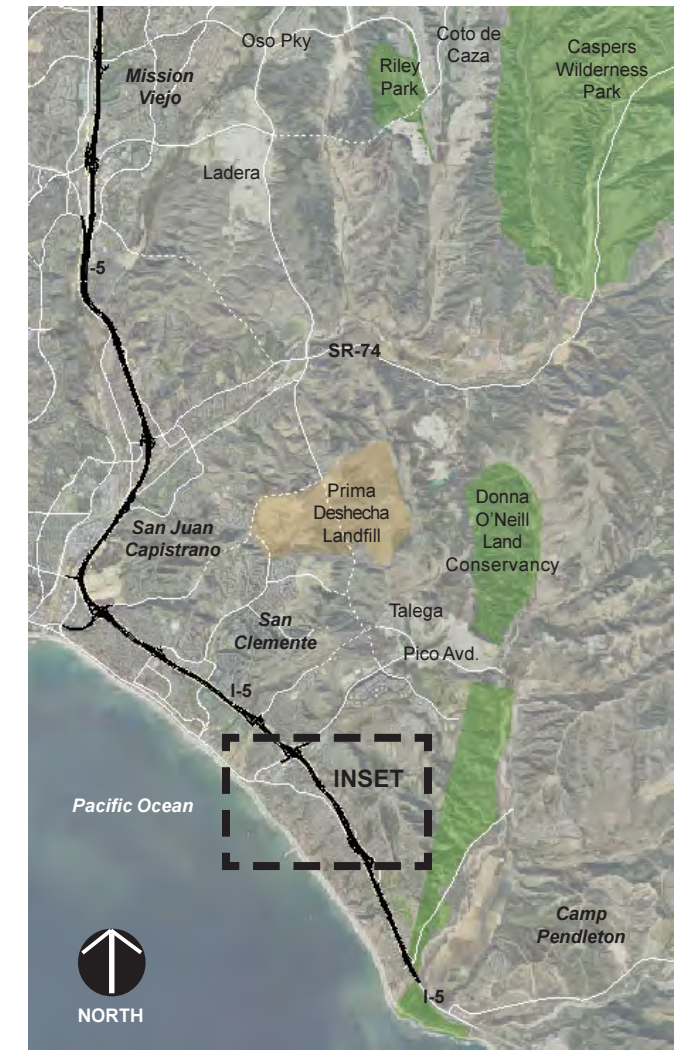 Oso Pky
Coto de
Caza
Caspers
Wilderness
Park
Mission
Viejo
Riley
Park
Ladera
-5
SR-74
Prima
Deshecha
Landfill
Donna
O'Neill
Land
Conservancy
San Juan
Capistrano
Talega
San
Clemente
Pico Avd.
I-5
INSET
Pacific Ocean
Camp
Pendleton
I-5
NORTH